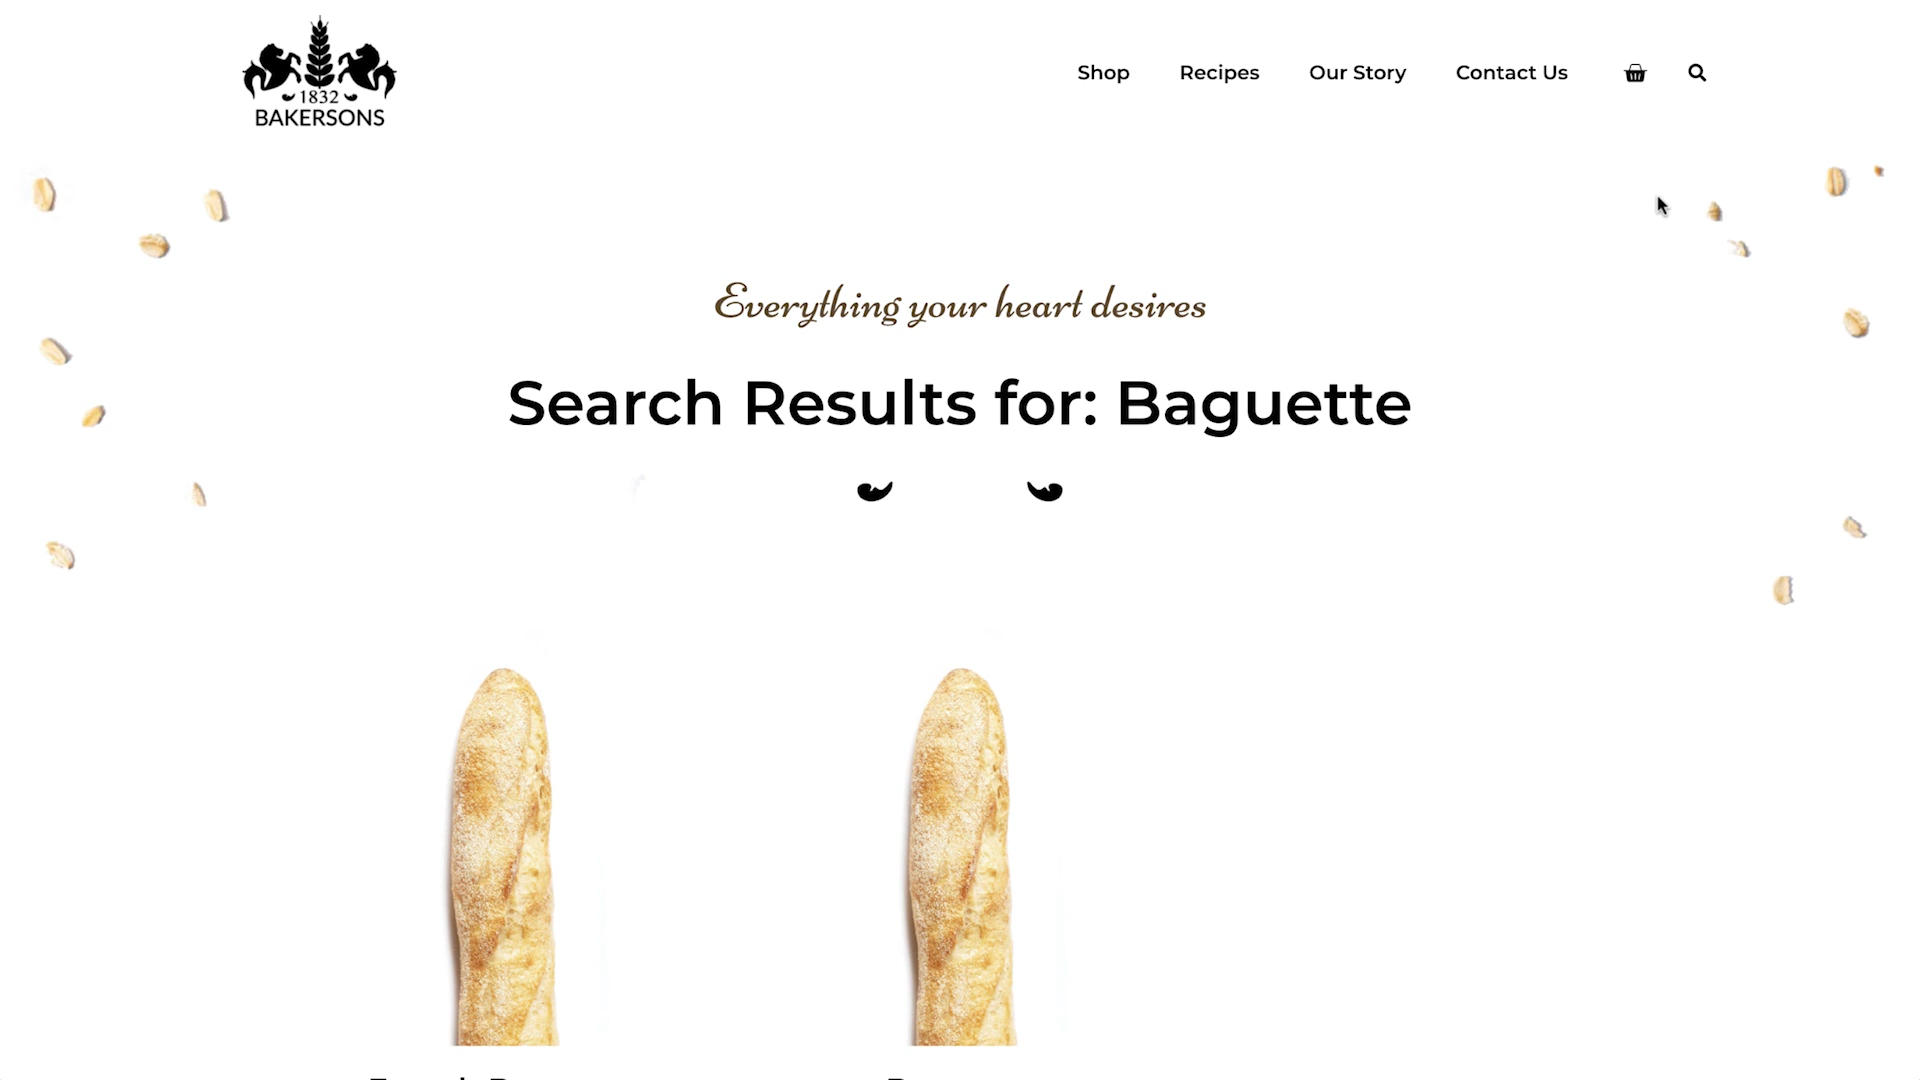 1832
BAKERSONS
Shop
Recipes
Our Story
Contact Us
Everything your heart desires
Search Results for: Baguette